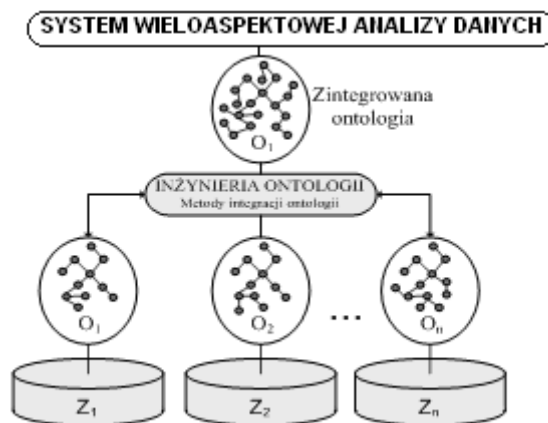 SYSTEM WIELOASPEKTOWEJ ANALIZY DANYCH
Zintegrowana
ontologia
O₁
INŻYNIERIA ONTOLOGII
Metody integracji ontologii
O₁
O₂
...
Oₙ
Z₁
Z₂
Zₙ